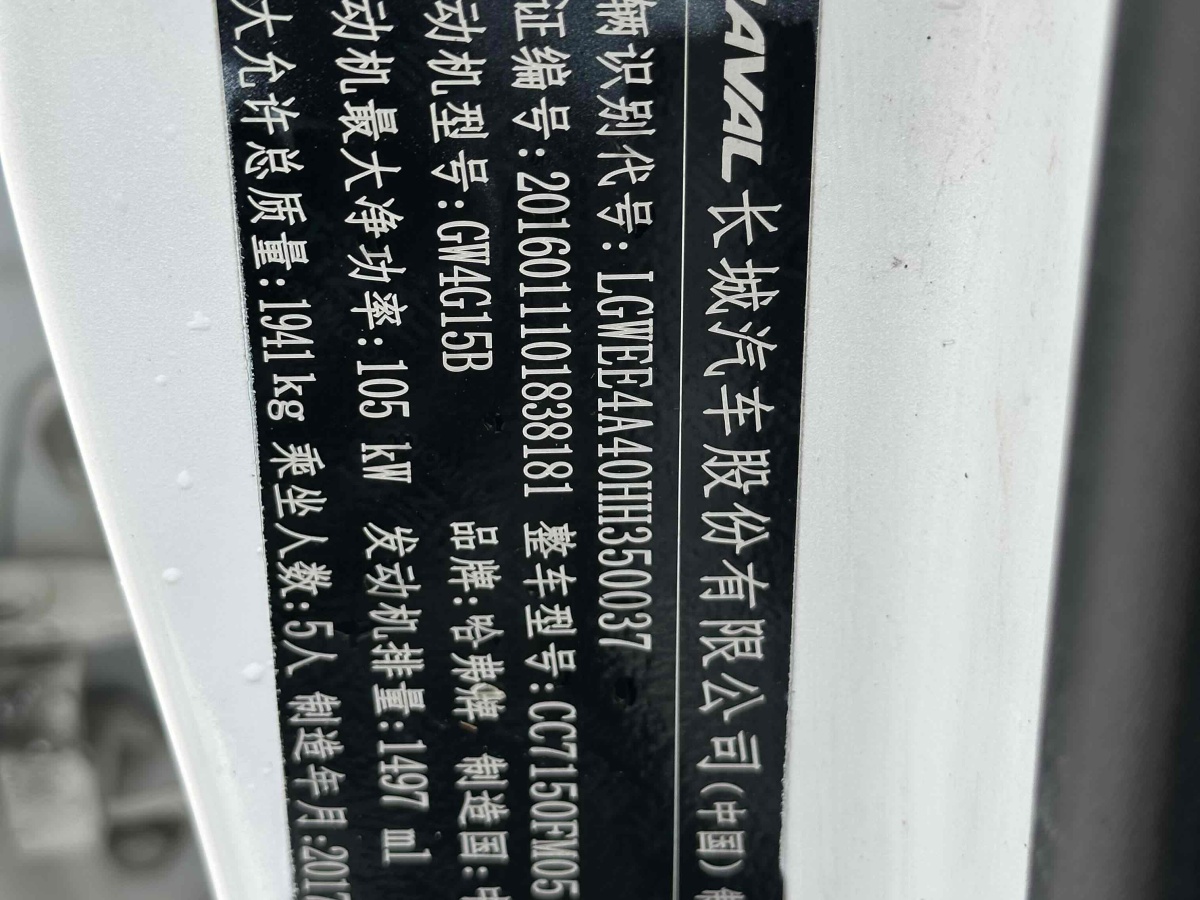 HAVAL 长城汽车股份有限公司(中国)
辆识别代号: LGWEE4A40HH350037
证编号:2016011101838181 整车型号:CC7150FM05
动机型号:GW4G15B 品牌:哈弗牌 制造国:
动机最大净功率:105 kW 发动机排量:1497 ml
大允许总质量:1941 kg 乘坐人数:5人 制造年月:2017